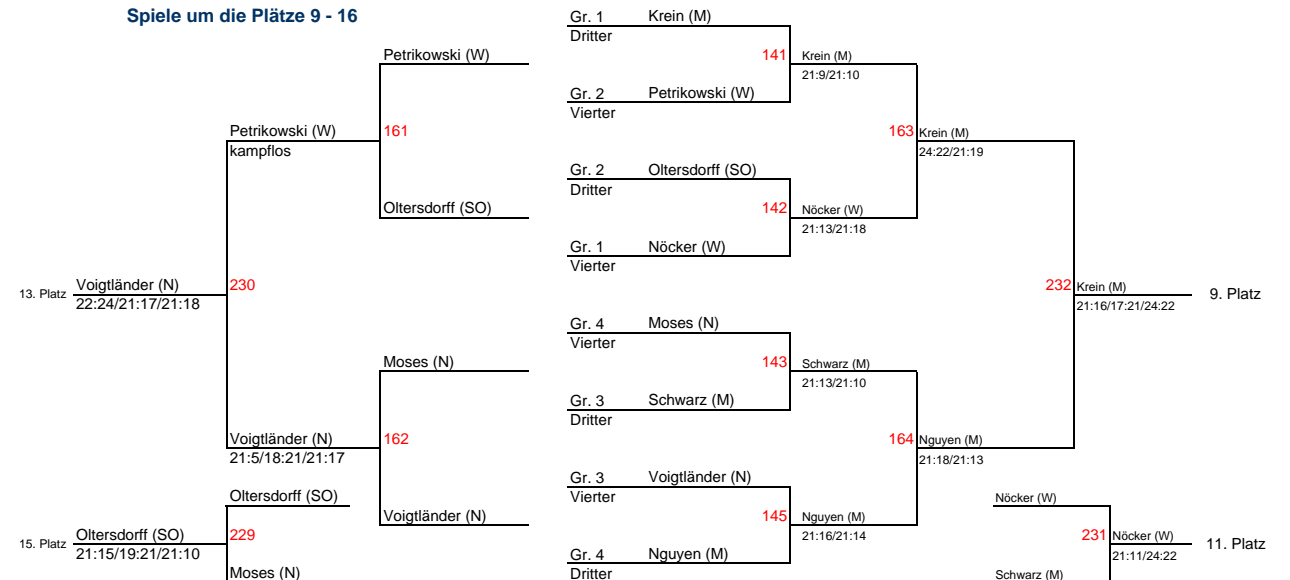 Spiele um die Plätze 9 - 16
Gr. 1 Krein (M)
Dritter
Petrikowski (W)
141 Krein (M)
21:9/21:10
Gr. 2 Petrikowski (W)
Vierter
Petrikowski (W) 161
kampflos
163 Krein (M)
24:22/21:19
Gr. 2 Oltersdorff (SO)
Dritter
Oltersdorff (SO)
142 Nöcker (W)
21:13/21:18
Gr. 1 Nöcker (W)
Vierter
13. Platz Voigtländer (N) 230
22:24/21:17/21:18
232 Krein (M) 9. Platz
21:16/17:21/24:22
Gr. 4 Moses (N)
Vierter
Moses (N)
143 Schwarz (M)
21:13/21:10
Gr. 3 Schwarz (M)
Dritter
Voigtländer (N) 162
21:5/18:21/21:17
164 Nguyen (M)
21:18/21:13
Gr. 3 Voigtländer (N)
Vierter
Oltersdorff (SO)
Nöcker (W)
Voigtländer (N)
145 Nguyen (M)
21:16/21:14
15. Platz Oltersdorff (SO) 229
21:15/19:21/21:10
231 Nöcker (W) 11. Platz
21:11/24:22
Gr. 4 Nguyen (M)
Dritter
Moses (N)
Schwarz (M)